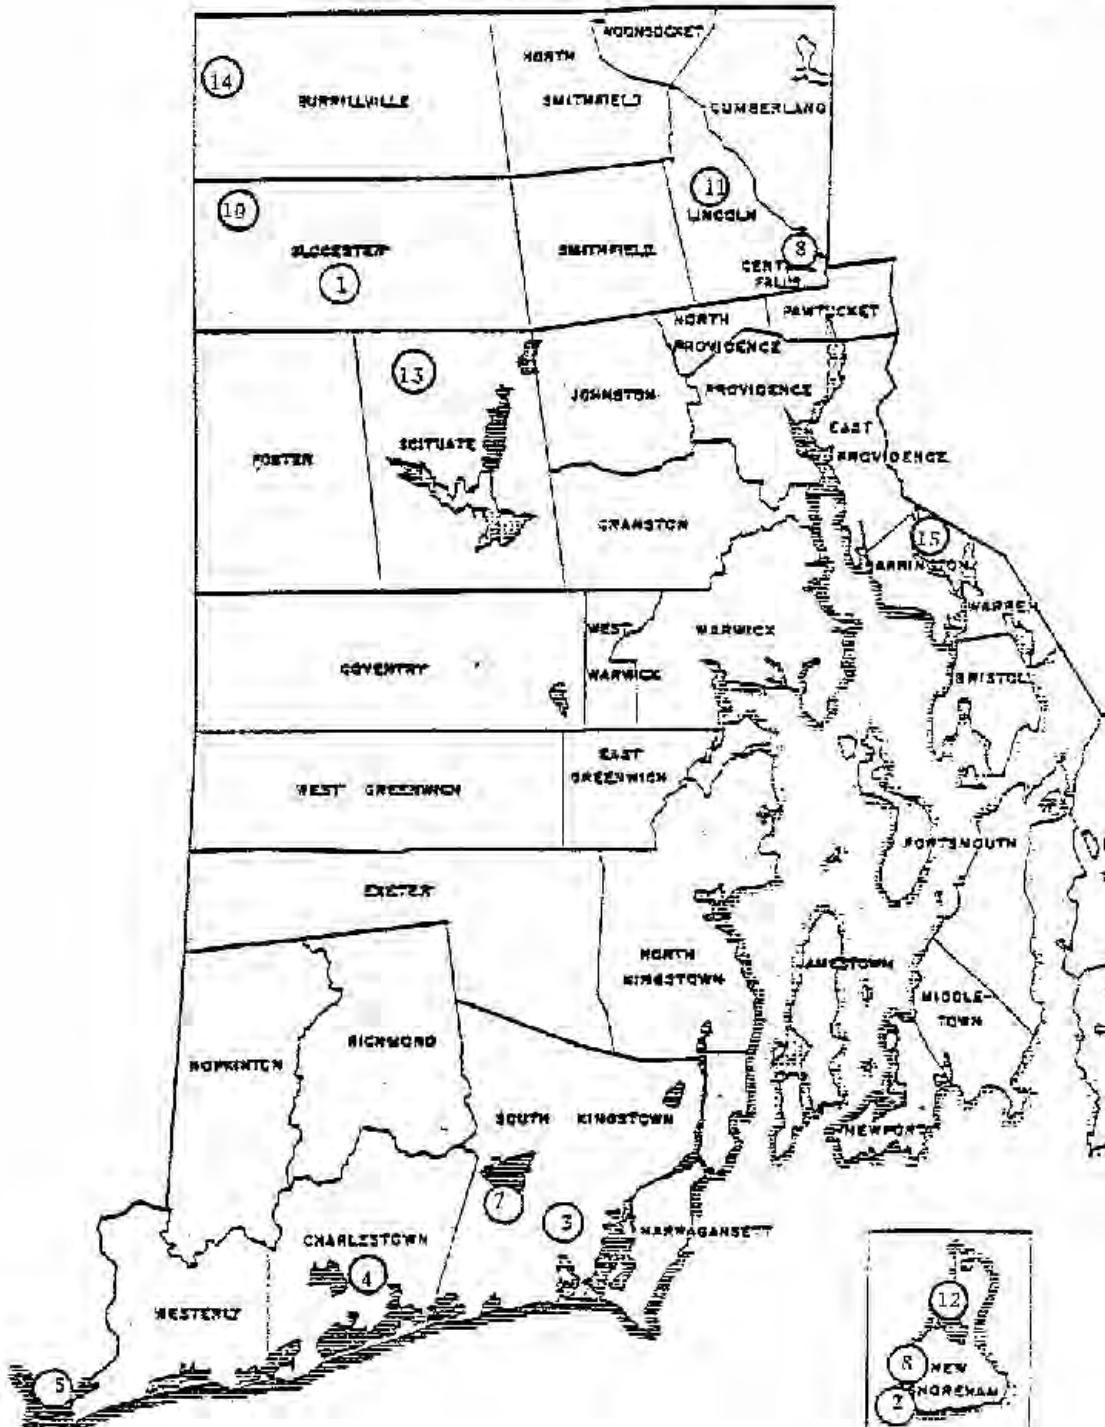 WOONSOCKET
NORTH
14
BURRILLVILLE
SMITHFIELD
CUMBERLAND
11
10
LINCOLN
GLOCESTER
SMITHFIELD
1
CENTRAL
FALLS
PAWTUCKET
NORTH
PROVIDENCE
13
JOHNSTON
PROVIDENCE
EAST
SCITUATE
FOSTER
PROVIDENCE
CRANSTON
15
BARRINGTON
WARREN
WEST
WARWICK
COVENTRY
WARWICK
BRISTOL
EAST
WEST GREENWICH
GREENWICH
PORTSMOUTH
EXETER
NORTH
JAMESTOWN
KINGSTOWN
MIDDLE-
TOWN
RICHMOND
HOPKINTON
SOUTH KINGSTOWN
NEWPORT
7
3
NARRAGANSETT
CHARLESTOWN
4
12
WESTERLY
8
NEW
5
SHOREHAM
2